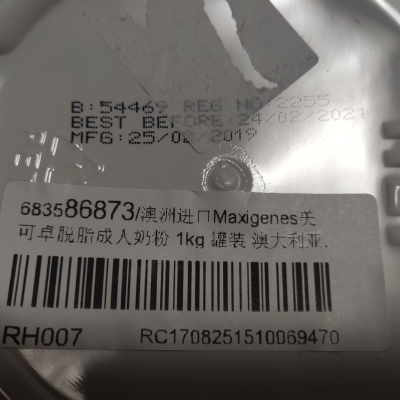 B:54469 REG NO:2255
BEST BEFORE:24/02/2021
MFG:25/02/2019
683586873/澳洲进口Maxigenes美
可卓脱脂成人奶粉 1kg 罐装 澳大利亚.
RH007
RC1708251510069470